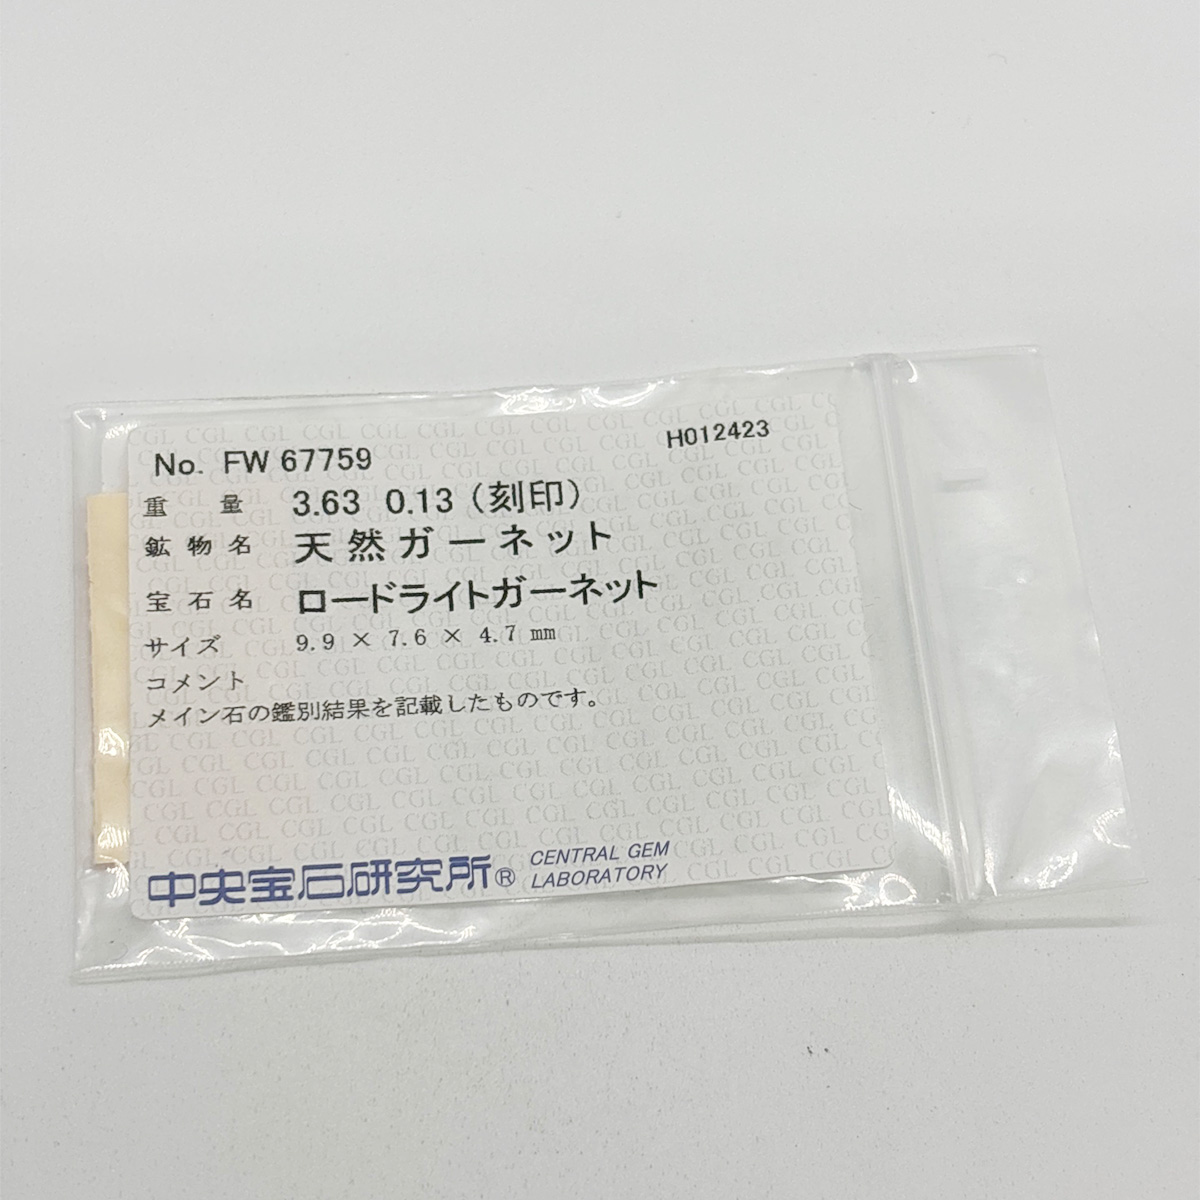 H012423
No. FW 67759
重量 3.63 0.13（刻印）
鉱物名 天然ガーネット
宝石名 ロードライトガーネット
サイズ 9.9 × 7.6 × 4.7 mm
コメント
メイン石の鑑別結果を記載したものです。
中央宝石研究所® CENTRAL GEM
LABORATORY